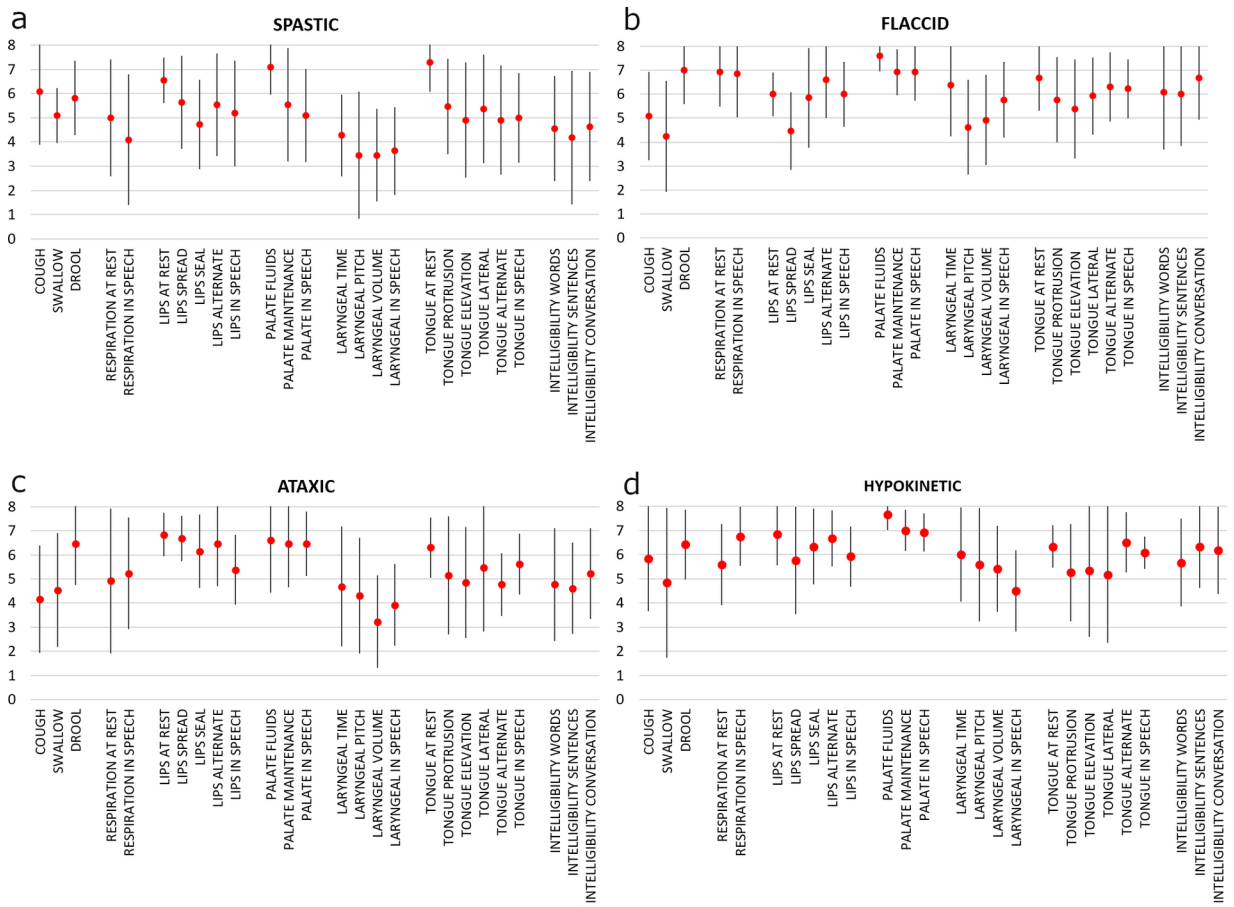 a
SPASTIC
8
7
6
5
4
3
2
1
0
COUGH
SWALLOW
DROOL
RESPIRATION AT REST
RESPIRATION IN SPEECH
LIPS AT REST
LIPS SPREAD
LIPS SEAL
LIPS ALTERNATE
LIPS IN SPEECH
PALATE FLUIDS
PALATE MAINTENANCE
PALATE IN SPEECH
LARYNGEAL TIME
LARYNGEAL PITCH
LARYNGEAL VOLUME
LARYNGEAL IN SPEECH
TONGUE AT REST
TONGUE PROTRUSION
TONGUE ELEVATION
TONGUE LATERAL
TONGUE ALTERNATE
TONGUE IN SPEECH
INTELLIGIBILITY WORDS
INTELLIGIBILITY SENTENCES
INTELLIGIBILITY CONVERSATION
b
FLACCID
8
7
6
5
4
3
2
1
0
COUGH
SWALLOW
DROOL
RESPIRATION AT REST
RESPIRATION IN SPEECH
LIPS AT REST
LIPS SPREAD
LIPS SEAL
LIPS ALTERNATE
LIPS IN SPEECH
PALATE FLUIDS
PALATE MAINTENANCE
PALATE IN SPEECH
LARYNGEAL TIME
LARYNGEAL PITCH
LARYNGEAL VOLUME
LARYNGEAL IN SPEECH
TONGUE AT REST
TONGUE PROTRUSION
TONGUE ELEVATION
TONGUE LATERAL
TONGUE ALTERNATE
TONGUE IN SPEECH
INTELLIGIBILITY WORDS
INTELLIGIBILITY SENTENCES
INTELLIGIBILITY CONVERSATION
c
ATAXIC
8
7
6
5
4
3
2
1
0
COUGH
SWALLOW
DROOL
RESPIRATION AT REST
RESPIRATION IN SPEECH
LIPS AT REST
LIPS SPREAD
LIPS SEAL
LIPS ALTERNATE
LIPS IN SPEECH
PALATE FLUIDS
PALATE MAINTENANCE
PALATE IN SPEECH
LARYNGEAL TIME
LARYNGEAL PITCH
LARYNGEAL VOLUME
LARYNGEAL IN SPEECH
TONGUE AT REST
TONGUE PROTRUSION
TONGUE ELEVATION
TONGUE LATERAL
TONGUE ALTERNATE
TONGUE IN SPEECH
INTELLIGIBILITY WORDS
INTELLIGIBILITY SENTENCES
INTELLIGIBILITY CONVERSATION
d
HYPOKINETIC
8
7
6
5
4
3
2
1
0
COUGH
SWALLOW
DROOL
RESPIRATION AT REST
RESPIRATION IN SPEECH
LIPS AT REST
LIPS SPREAD
LIPS SEAL
LIPS ALTERNATE
LIPS IN SPEECH
PALATE FLUIDS
PALATE MAINTENANCE
PALATE IN SPEECH
LARYNGEAL TIME
LARYNGEAL PITCH
LARYNGEAL VOLUME
LARYNGEAL IN SPEECH
TONGUE AT REST
TONGUE PROTRUSION
TONGUE ELEVATION
TONGUE LATERAL
TONGUE ALTERNATE
TONGUE IN SPEECH
INTELLIGIBILITY WORDS
INTELLIGIBILITY SENTENCES
INTELLIGIBILITY CONVERSATION